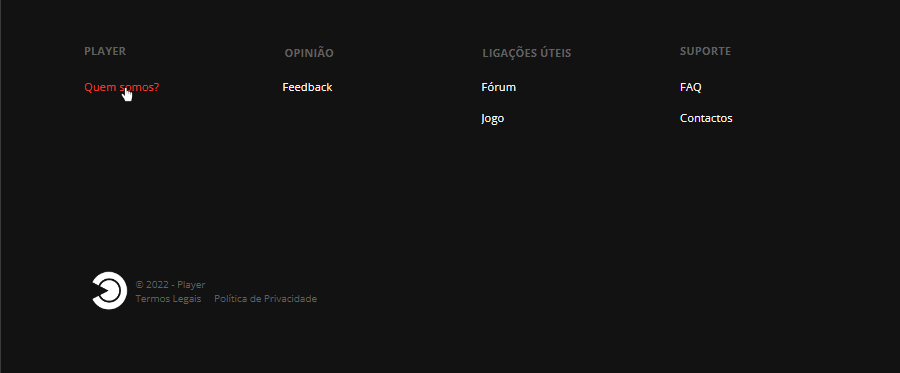 PLAYER
Quem somos?
OPINIÃO
Feedback
LIGAÇÕES ÚTEIS
Fórum
Jogo
SUPORTE
FAQ
Contactos
© 2022 - Player
Termos Legais Política de Privacidade